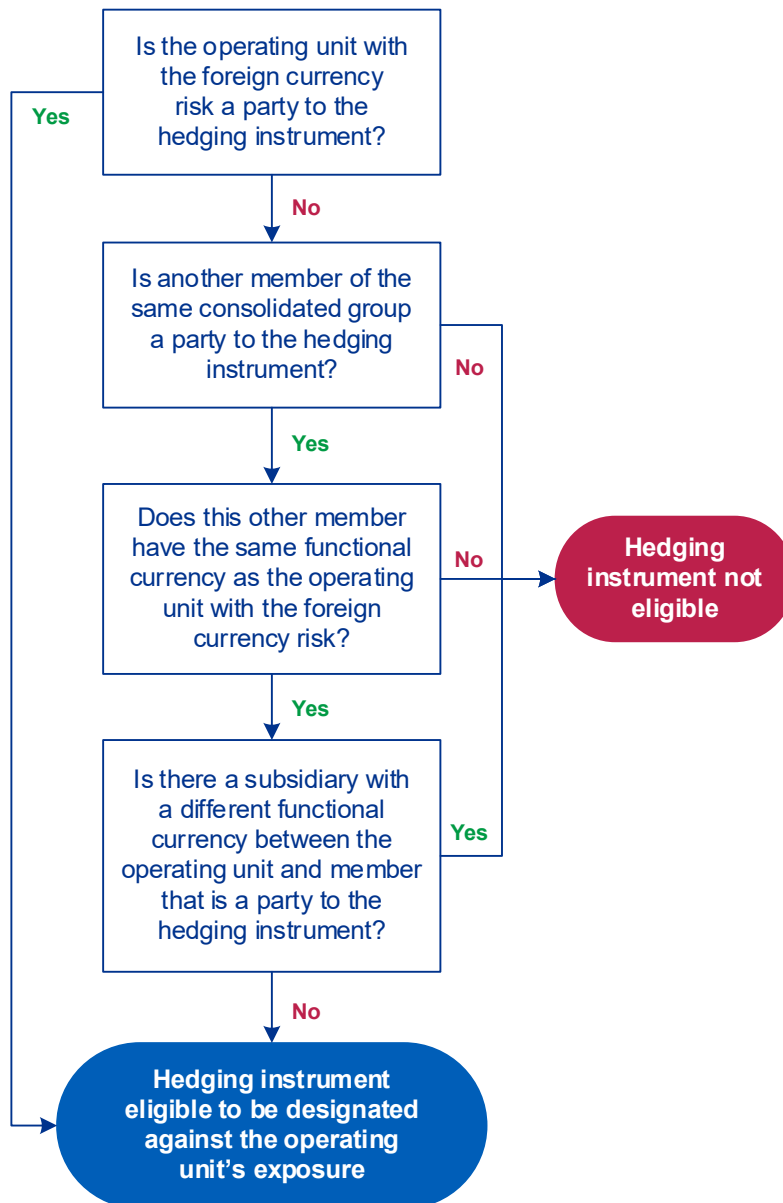 Is the operating unit with
the foreign currency
risk a party to the
hedging instrument?
Yes
No
Is another member of the
same consolidated group
a party to the hedging
instrument?
No
Yes
Does this other member
have the same functional
currency as the operating
unit with the foreign
currency risk?
No
Hedging
instrument not
eligible
Yes
Is there a subsidiary with
a different functional
currency between the
operating unit and member
that is a party to the
hedging instrument?
Yes
No
Hedging instrument
eligible to be designated
against the operating
unit’s exposure